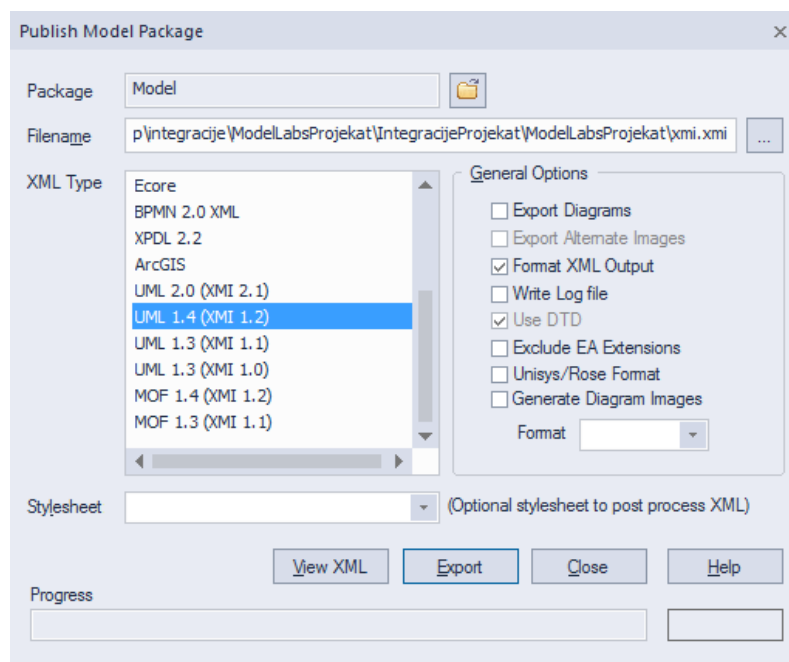 Publish Model Package
Package
Model
Filename
p\integracije\ModelLabsProjekat\IntegracijeProjekat\ModelLabsProjekat\xmi.xmi
...
XML Type
Ecore
BPMN 2.0 XML
XPDL 2.2
ArcGIS
UML 2.0 (XMI 2.1)
UML 1.4 (XMI 1.2)
UML 1.3 (XMI 1.1)
UML 1.3 (XMI 1.0)
MOF 1.4 (XMI 1.2)
MOF 1.3 (XMI 1.1)
General Options
Export Diagrams
Export Alternate Images
Format XML Output
Write Log file
Use DTD
Exclude EA Extensions
Unisys/Rose Format
Generate Diagram Images
Format
Stylesheet
(Optional stylesheet to post process XML)
View XML
Export
Close
Help
Progress